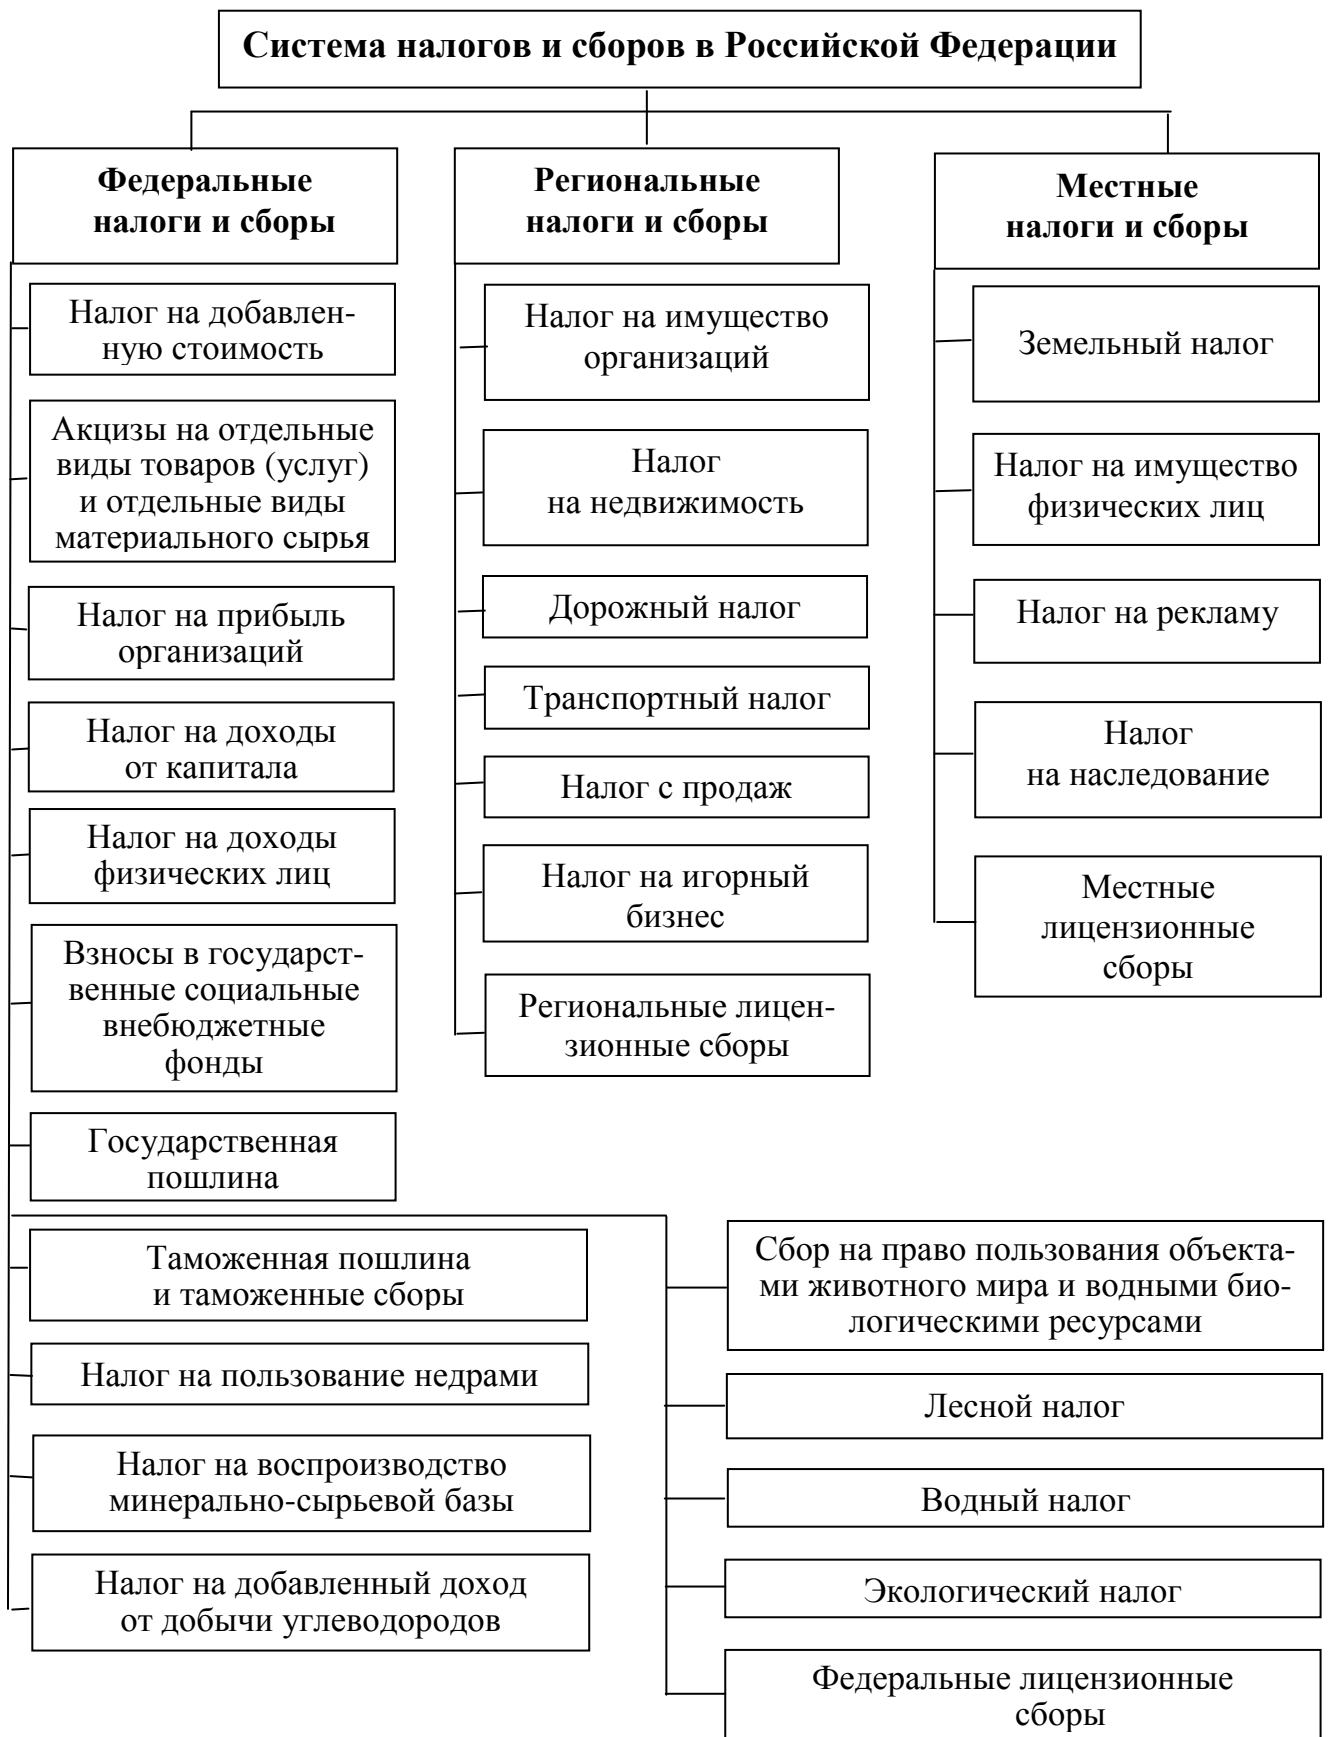 Система налогов и сборов в Российской Федерации
Федеральные
налоги и сборы
Налог на добавлен-
ную стоимость
Акцизы на отдельные
виды товаров (услуг)
и отдельные виды
материального сырья
Налог на прибыль
организаций
Налог на доходы
от капитала
Налог на доходы
физических лиц
Взносы в государст-
венные социальные
внебюджетные
фонды
Государственная
пошлина
Таможенная пошлина
и таможенные сборы
Налог на пользование недрами
Налог на воспроизводство
минерально-сырьевой базы
Налог на добавленный доход
от добычи углеводородов
Сбор на право пользования объекта-
ми животного мира и водными био-
логическими ресурсами
Лесной налог
Водный налог
Экологический налог
Федеральные лицензионные
сборы
Региональные
налоги и сборы
Налог на имущество
организаций
Налог
на недвижимость
Дорожный налог
Транспортный налог
Налог с продаж
Налог на игорный
бизнес
Региональные лицен-
зионные сборы
Местные
налоги и сборы
Земельный налог
Налог на имущество
физических лиц
Налог на рекламу
Налог
на наследование
Местные
лицензионные
сборы